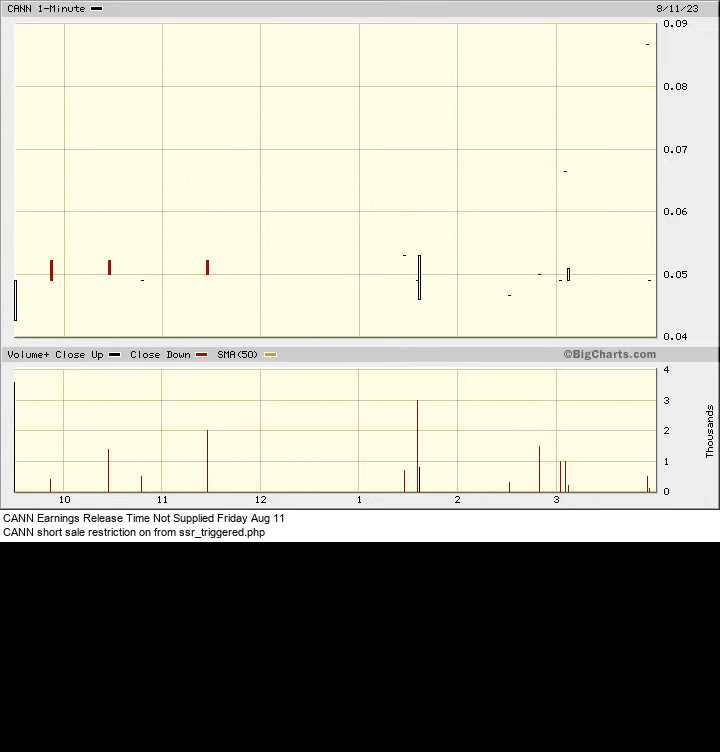 CANN 1-Minute 8/11/23
0.09
0.08
0.07
0.06
0.05
0.04
Volume+ Close Up Close Down SMA(50) ©BigCharts.com
4
3
2
1
0
Thousands
10 11 12 1 2 3
CANN Earnings Release Time Not Supplied Friday Aug 11
CANN short sale restriction on from ssr_triggered.php